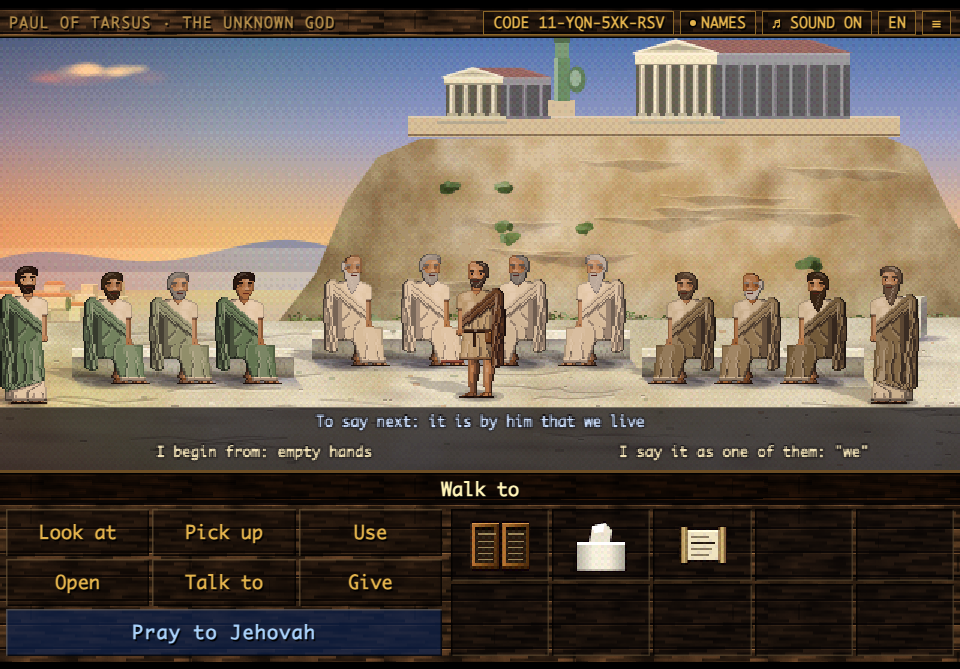 PAUL OF TARSUS · THE UNKNOWN GOD
CODE 11-YQN-5XK-RSV
• NAMES
♬ SOUND ON
EN
≡
To say next: it is by him that we live
I begin from: empty hands
I say it as one of them: "we"
Walk to
Look at
Pick up
Use
Open
Talk to
Give
Pray to Jehovah